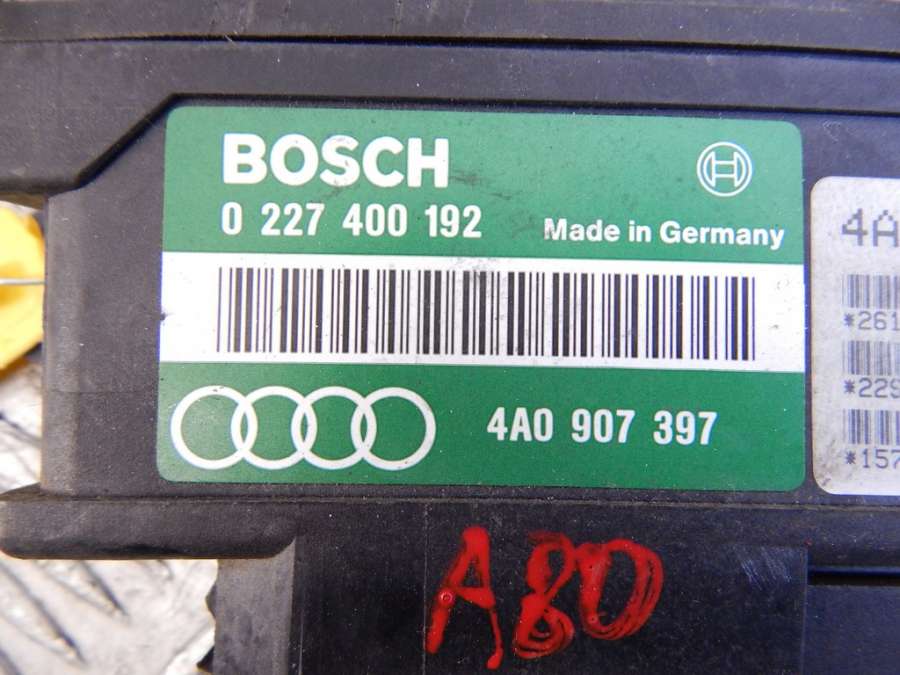 BOSCH
0 227 400 192 Made in Germany
4A0 907 397
4A
*261
*229
*157
A80